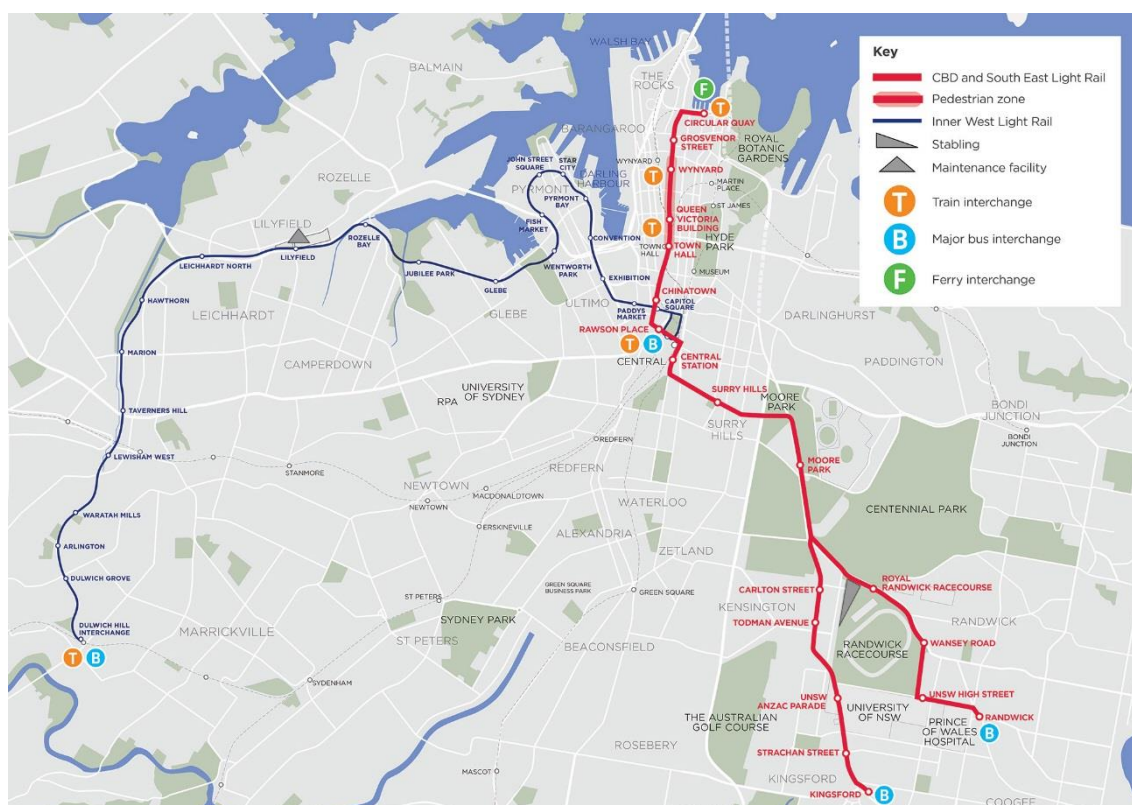 WALSH BAY
BALMAIN
THE
ROCKS
F
T
CIRCULAR QUAY
BARANGAROO
GROSVENOR
STREET
ROYAL
BOTANIC
GARDENS
WYNYARD
T
WYNYARD
MARTIN
PLACE
ST JAMES
JOHN STREET
SQUARE
STAR
CITY
DARLING
HARBOUR
PYRMONT
PYRMONT
BAY
ROZELLE
QUEEN
VICTORIA
BUILDING
T
TOWN
HALL
TOWN
HALL
HYDE
PARK
FISH
MARKET
CONVENTION
LILYFIELD
LILYFIELD
ROZELLE
BAY
WENTWORTH
PARK
LEICHHARDT NORTH
JUBILEE PARK
GLEBE
EXHIBITION
MUSEUM
HAWTHORN
LEICHHARDT
GLEBE
ULTIMO
CHINATOWN
PADDYS
MARKET
CAPITOL
SQUARE
RAWSON PLACE
T
B
CENTRAL
CENTRAL
STATION
DARLINGHURST
PADDINGTON
MARION
CAMPERDOWN
UNIVERSITY
OF SYDNEY
RPA
SURRY HILLS
SURRY
HILLS
MOORE
PARK
BONDI
JUNCTION
BONDI
JUNCTION
TAVERNERS HILL
LEWISHAM WEST
STANMORE
REDFERN
REDFERN
MOORE
PARK
NEWTOWN
NEWTOWN
MACDONALDTOWN
WATERLOO
CENTENNIAL PARK
WARATAH MILLS
ERSKINEVILLE
ALEXANDRIA
ARLINGTON
ZETLAND
DULWICH GROVE
ST PETERS
GREEN SQUARE
BUSINESS PARK
GREEN SQUARE
CARLTON STREET
KENSINGTON
ROYAL
RANDWICK RACECOURSE
RANDWICK
DULWICH HILL
INTERCHANGE
T
B
MARRICKVILLE
SYDNEY PARK
ST PETERS
BEACONSFIELD
TODMAN AVENUE
RANDWICK
RACECOURSE
WANSEY ROAD
SYDENHAM
UNSW
ANZAC PARADE
UNSW HIGH STREET
THE AUSTRALIAN
GOLF COURSE
UNIVERSITY
OF NSW
PRINCE
OF WALES
HOSPITAL
RANDWICK
B
ROSEBERY
STRACHAN STREET
MASCOT
KINGSFORD
KINGSFORD
B
COOGEE
Key
CBD and South East Light Rail
Pedestrian zone
Inner West Light Rail
Stabling
Maintenance facility
T
Train interchange
B
Major bus interchange
F
Ferry interchange